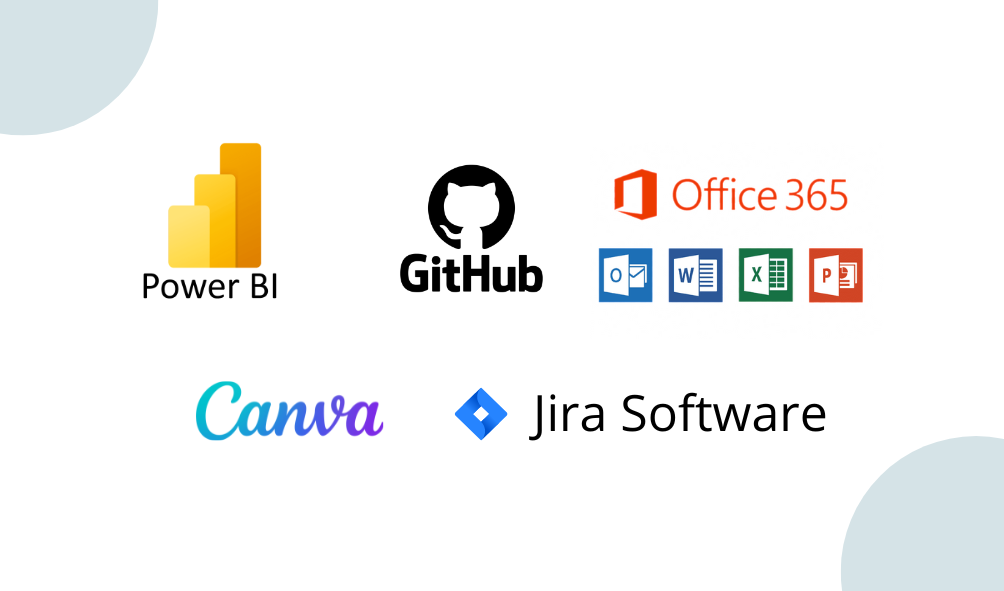 Power BI
GitHub
Office 365
O
W
X
P
Canva
Jira Software